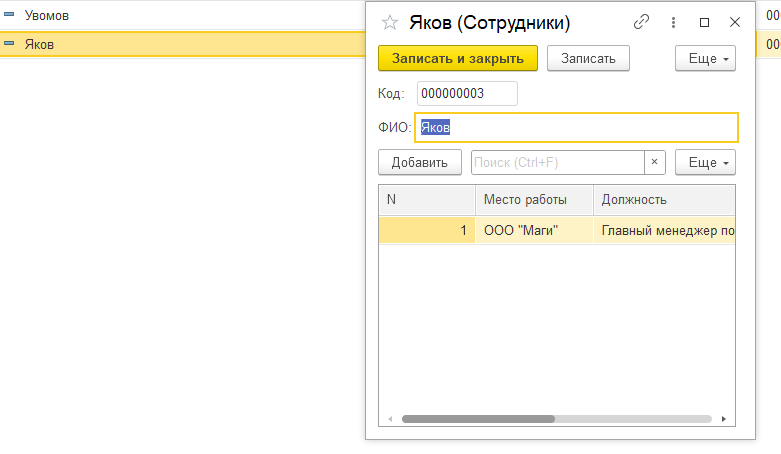 Увомов
00
Яков
00
Яков (Сотрудники)
Записать и закрыть Записать Еще
Код: 000000003
ФИО: Яков
Добавить Поиск (Ctrl+F) × Еще
N Место работы Должность
1 ООО "Маги" Главный менеджер по